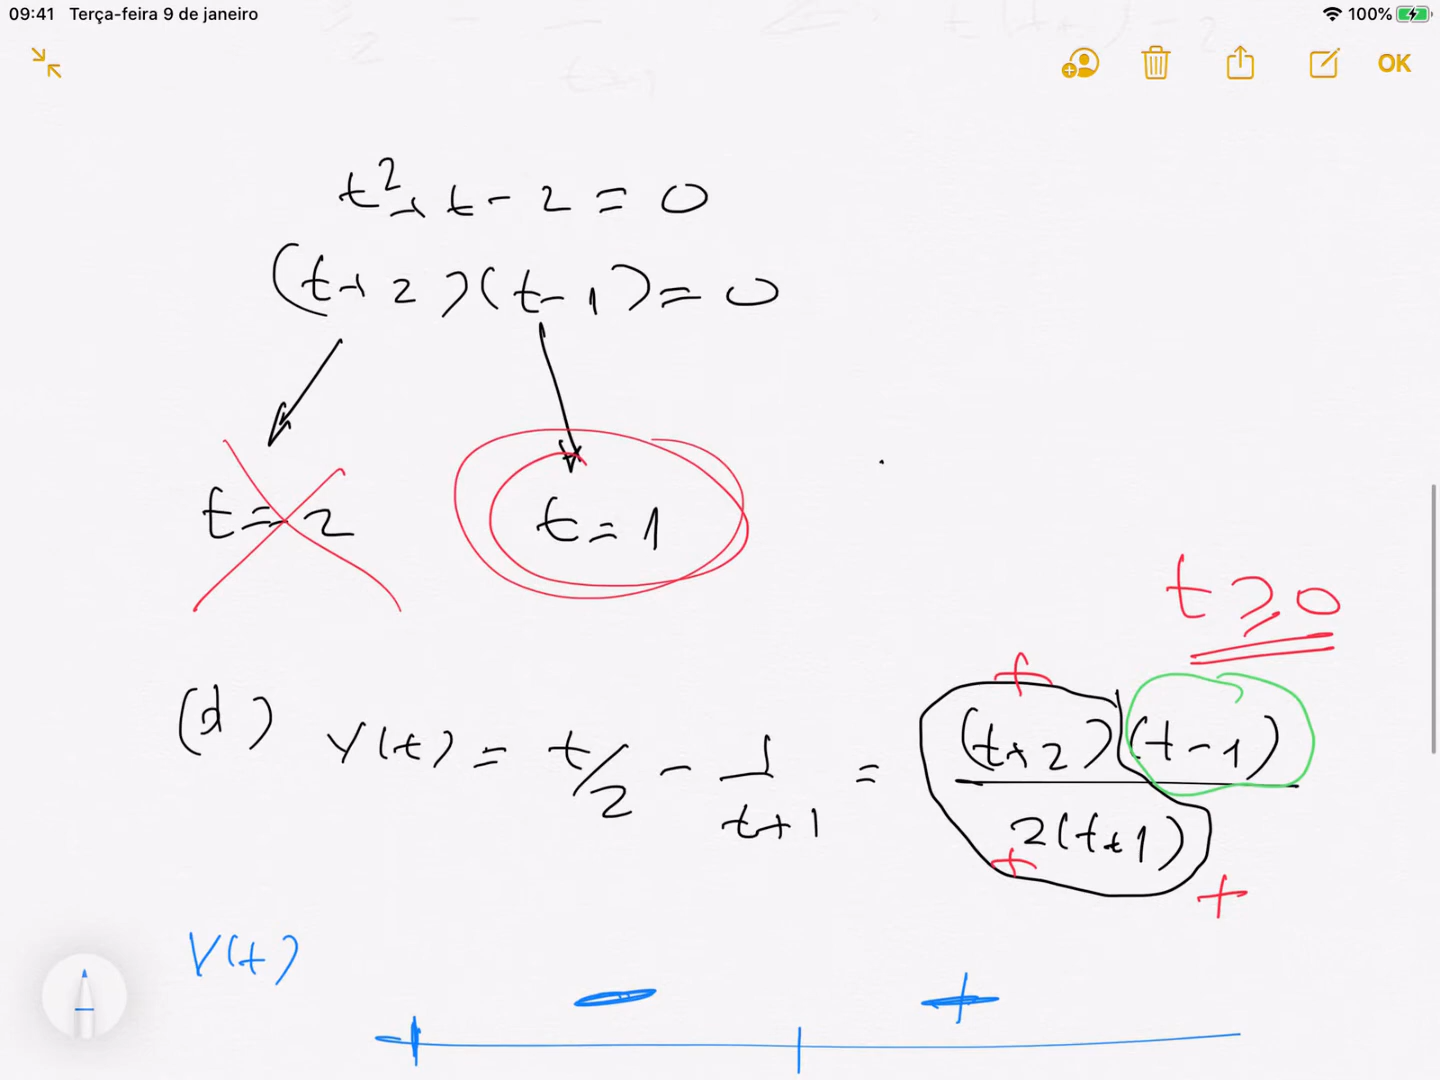 09:41 Terça-feira 9 de janeiro 100%
OK
t² + t - 2 = 0
(t + 2)(t - 1) = 0
t = -2 t = 1
t ≥ 0
(d) V(t) = t/2 - 1/(t+1) = (t+2)(t-1)/2(t+1)
+
+
+
V(t)
- +